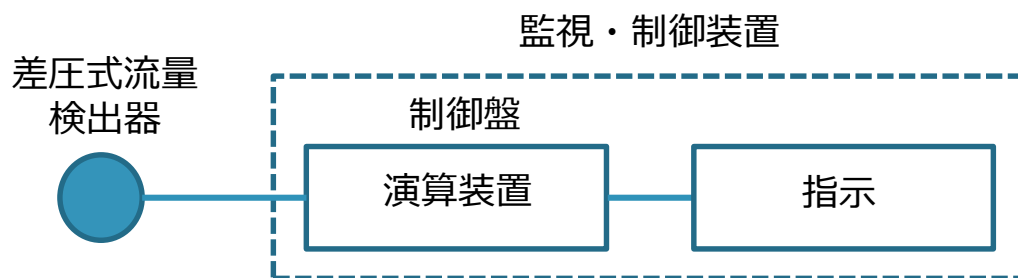 監視・制御装置
差圧式流量
検出器
制御盤
演算装置
指示